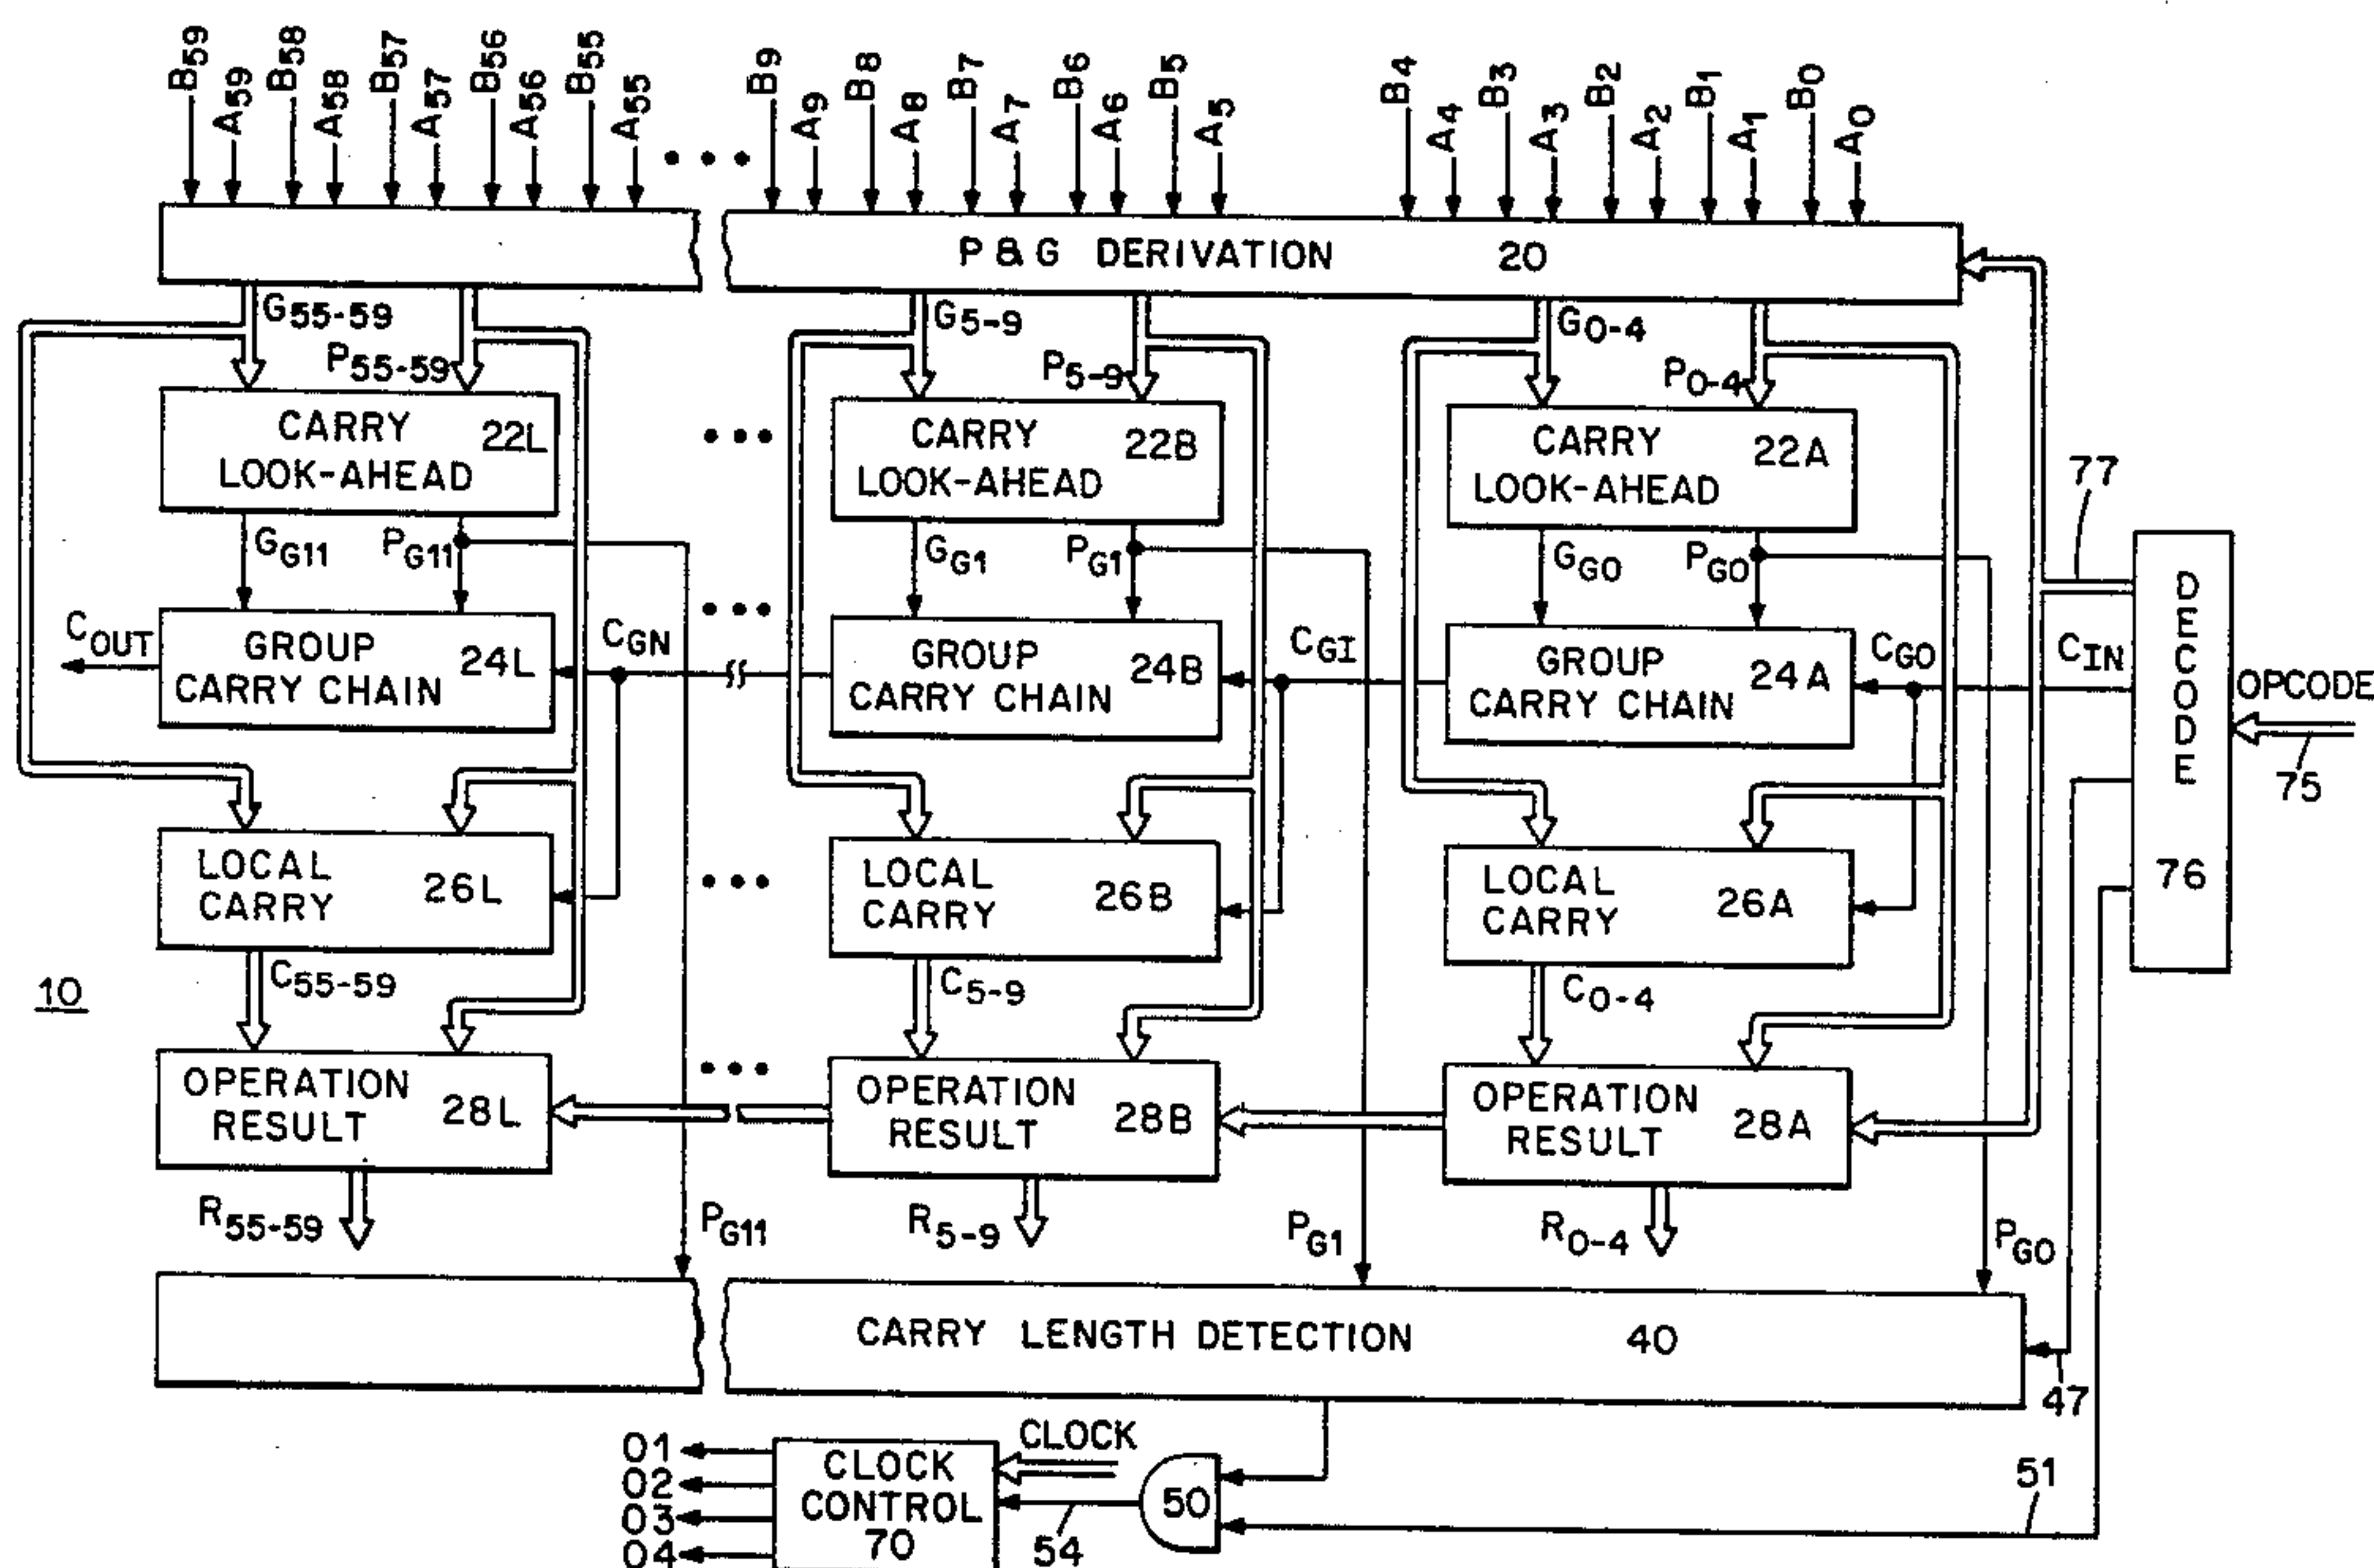 B59 A59 B58 A58 B57 A57 B56 A56 B55 A55 ••• B9 A9 B8 A8 B7 A7 B6 A6 B5 A5 B4 A4 B3 A3 B2 A2 B1 A1 B0 A0
P & G DERIVATION 20
G55-59 P55-59 G5-9 P5-9 G0-4 P0-4
CARRY LOOK-AHEAD 22L
••• CARRY LOOK-AHEAD 22B
CARRY LOOK-AHEAD 22A
77
GG11 PG11 GG1 PG1 GG0 PG0
DECODE 76
COUT
GROUP CARRY CHAIN 24L
CGN
•••
GROUP CARRY CHAIN 24B
CGI
GROUP CARRY CHAIN 24A
CGO
CIN
OPCODE
75
LOCAL CARRY 26L
•••
LOCAL CARRY 26B
LOCAL CARRY 26A
10
C55-59 C5-9 C0-4
OPERATION RESULT 28L
•••
OPERATION RESULT 28B
OPERATION RESULT 28A
R55-59 PG11 R5-9 PG1 R0-4 PG0
CARRY LENGTH DETECTION 40
47
O1
O2
O3
O4
CLOCK CONTROL 70
CLOCK
54
50
51